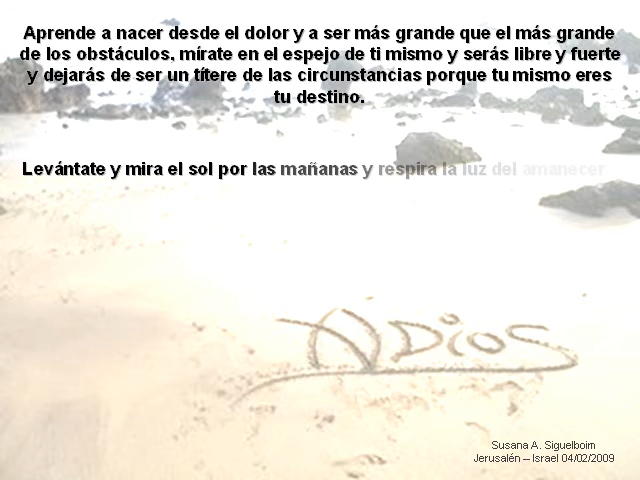 Aprende a nacer desde el dolor y a ser más grande que el más grande
de los obstáculos, mírate en el espejo de ti mismo y serás libre y fuerte
y dejarás de ser un títere de las circunstancias porque tu mismo eres
tu destino.
Levántate y mira el sol por las mañanas y respira la luz del amanecer
ADioS
Susana A. Siguelboim
Jerusalén – Israel 04/02/2009